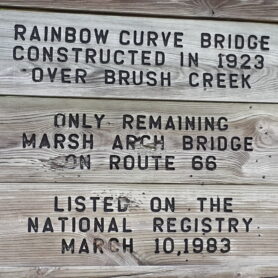 RAINBOW CURVE BRIDGE
CONSTRUCTED IN 1923
OVER BRUSH CREEK
ONLY REMAINING
MARSH ARCH BRIDGE
ON ROUTE 66
LISTED ON THE
NATIONAL REGISTRY
MARCH 10,1983